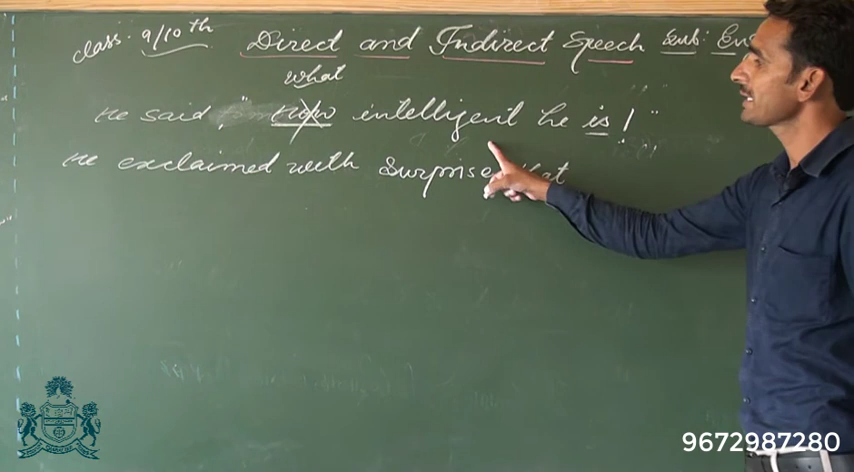 class: 9/10th Direct and Indirect Speech Sub: Eng
what
He said, "how intelligent he is!"
He exclaimed with surprise that
9672987280